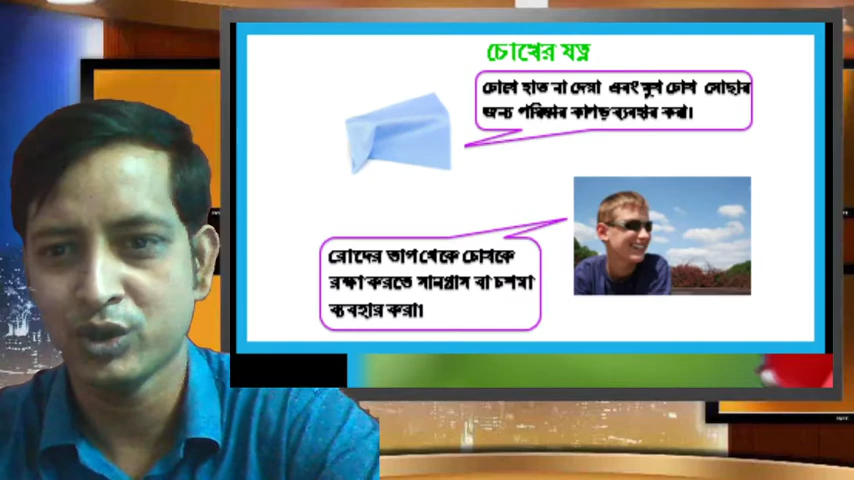 চোখের যত্ন
চোখে হাত না দেয়া এবং মুখ চোখ মোছার
জন্য পরিষ্কার কাপড় ব্যবহার করা।
রোদের তাপ থেকে চোখকে
রক্ষা করতে সানগ্লাস বা চশমা
ব্যবহার করা।